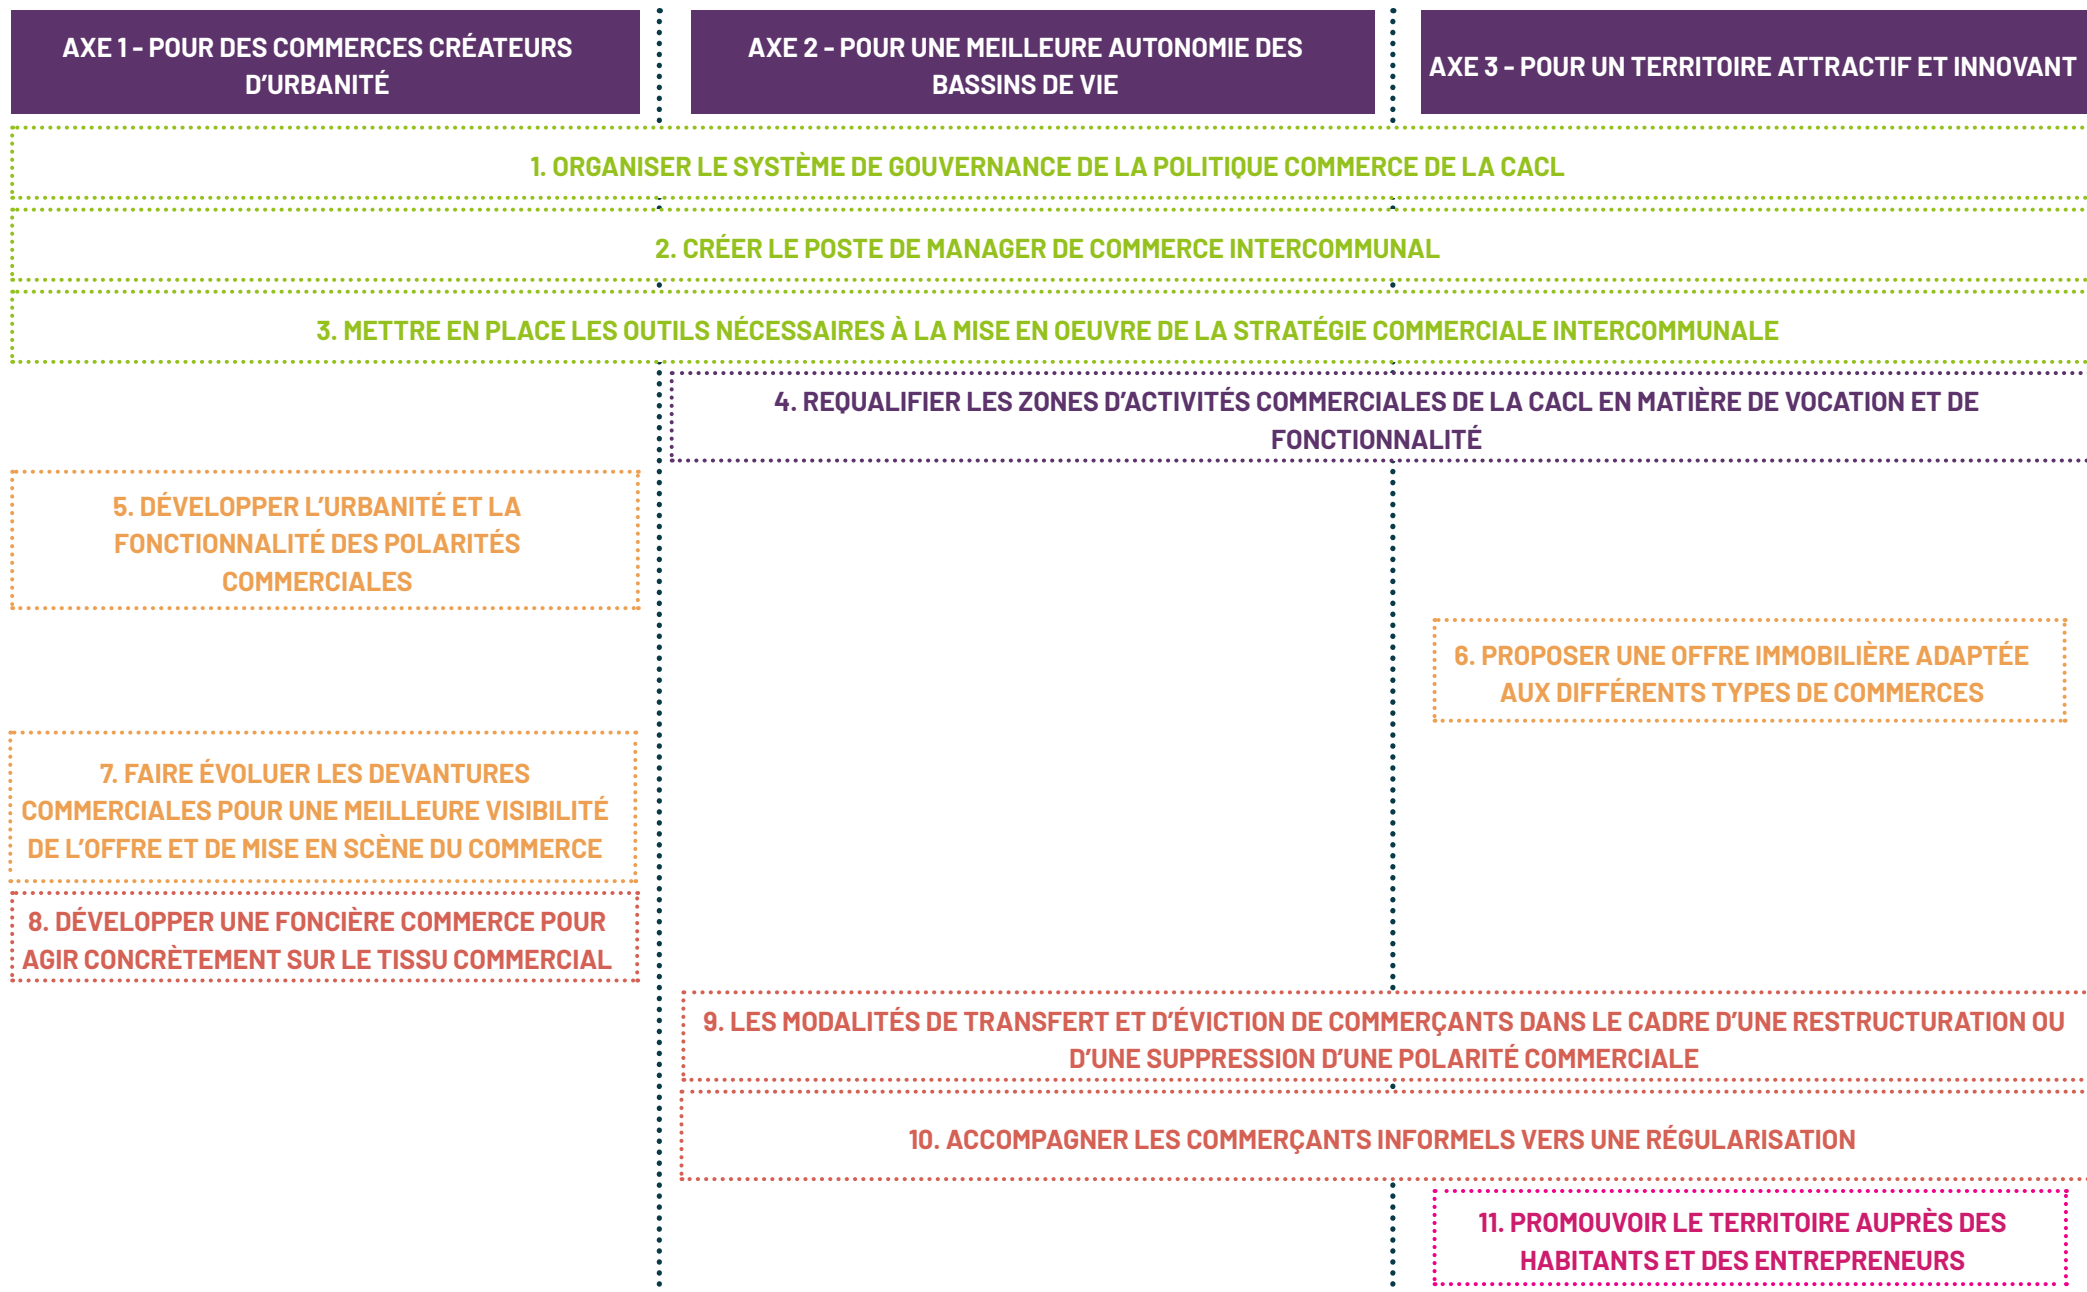 AXE 1 - POUR DES COMMERCES CRÉATEURS
D'URBANITÉ
AXE 2 - POUR UNE MEILLEURE AUTONOMIE DES
BASSINS DE VIE
AXE 3 - POUR UN TERRITOIRE ATTRACTIF ET INNOVANT
1. ORGANISER LE SYSTÈME DE GOUVERNANCE DE LA POLITIQUE COMMERCE DE LA CACL
2. CRÉER LE POSTE DE MANAGER DE COMMERCE INTERCOMMUNAL
3. METTRE EN PLACE LES OUTILS NÉCESSAIRES À LA MISE EN OEUVRE DE LA STRATÉGIE COMMERCIALE INTERCOMMUNALE
4. REQUALIFIER LES ZONES D'ACTIVITÉS COMMERCIALES DE LA CACL EN MATIÈRE DE VOCATION ET DE
FONCTIONNALITÉ
5. DÉVELOPPER L'URBANITÉ ET LA
FONCTIONNALITÉ DES POLARITÉS
COMMERCIALES
6. PROPOSER UNE OFFRE IMMOBILIÈRE ADAPTÉE
AUX DIFFÉRENTS TYPES DE COMMERCES
7. FAIRE ÉVOLUER LES DEVANTURES
COMMERCIALES POUR UNE MEILLEURE VISIBILITÉ
DE L'OFFRE ET DE MISE EN SCÈNE DU COMMERCE
8. DÉVELOPPER UNE FONCIÈRE COMMERCE POUR
AGIR CONCRÈTEMENT SUR LE TISSU COMMERCIAL
9. LES MODALITÉS DE TRANSFERT ET D'ÉVICTION DE COMMERÇANTS DANS LE CADRE D'UNE RESTRUCTURATION OU
D'UNE SUPPRESSION D'UNE POLARITÉ COMMERCIALE
10. ACCOMPAGNER LES COMMERÇANTS INFORMELS VERS UNE RÉGULARISATION
11. PROMOUVOIR LE TERRITOIRE AUPRÈS DES
HABITANTS ET DES ENTREPRENEURS